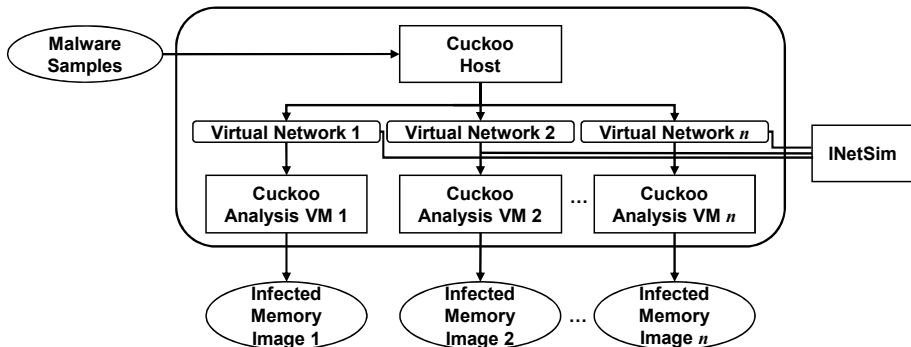 Malware
Samples
Cuckoo
Host
Virtual Network 1
Virtual Network 2
Virtual Network n
INetSim
Cuckoo
Analysis VM 1
Cuckoo
Analysis VM 2
...
Cuckoo
Analysis VM n
Infected
Memory
Image 1
Infected
Memory
Image 2
...
Infected
Memory
Image n